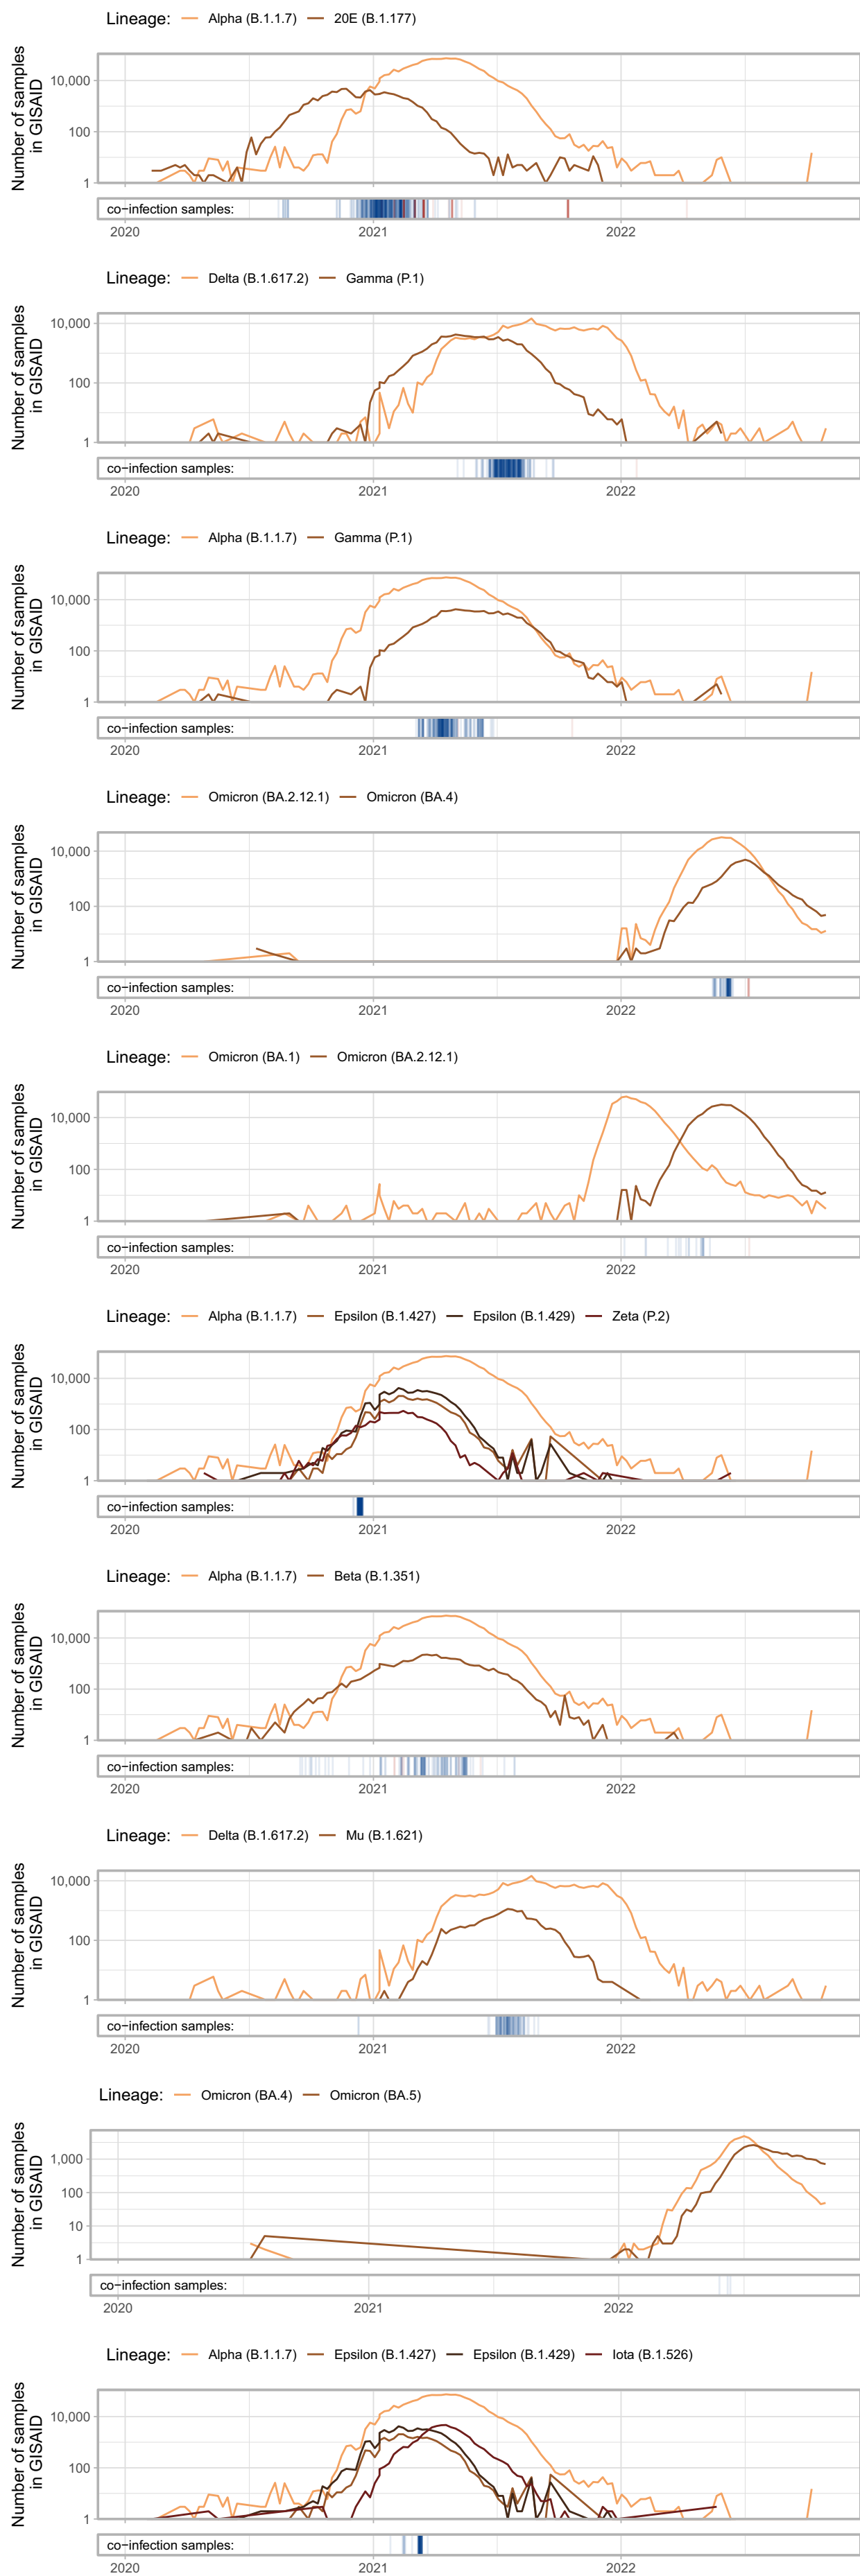 Lineage: Alpha (B.1.1.7) 20E (B.1.177)
Number of samples
in GISAID
10,000
100
1
co−infection samples:
2020 2021 2022
Lineage: Delta (B.1.617.2) Gamma (P.1)
Number of samples
in GISAID
10,000
100
1
co−infection samples:
2020 2021 2022
Lineage: Alpha (B.1.1.7) Gamma (P.1)
Number of samples
in GISAID
10,000
100
1
co−infection samples:
2020 2021 2022
Lineage: Omicron (BA.2.12.1) Omicron (BA.4)
Number of samples
in GISAID
10,000
100
1
co−infection samples:
2020 2021 2022
Lineage: Omicron (BA.1) Omicron (BA.2.12.1)
Number of samples
in GISAID
10,000
100
1
co−infection samples:
2020 2021 2022
Lineage: Alpha (B.1.1.7) Epsilon (B.1.427) Epsilon (B.1.429) Zeta (P.2)
Number of samples
in GISAID
10,000
100
1
co−infection samples:
2020 2021 2022
Lineage: Alpha (B.1.1.7) Beta (B.1.351)
Number of samples
in GISAID
10,000
100
1
co−infection samples:
2020 2021 2022
Lineage: Delta (B.1.617.2) Mu (B.1.621)
Number of samples
in GISAID
10,000
100
1
co−infection samples:
2020 2021 2022
Lineage: Omicron (BA.4) Omicron (BA.5)
Number of samples
in GISAID
1,000
100
10
1
co−infection samples:
2020 2021 2022
Lineage: Alpha (B.1.1.7) Epsilon (B.1.427) Epsilon (B.1.429) Iota (B.1.526)
Number of samples
in GISAID
10,000
100
1
co−infection samples:
2020 2021 2022